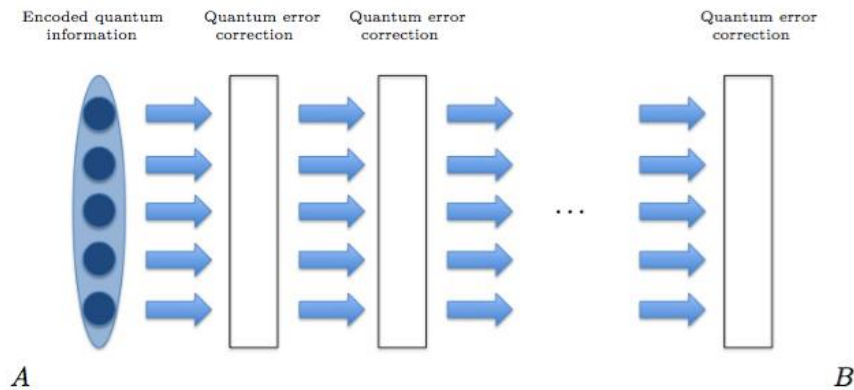 Encoded quantum
information
Quantum error
correction
Quantum error
correction
Quantum error
correction
...
A
B